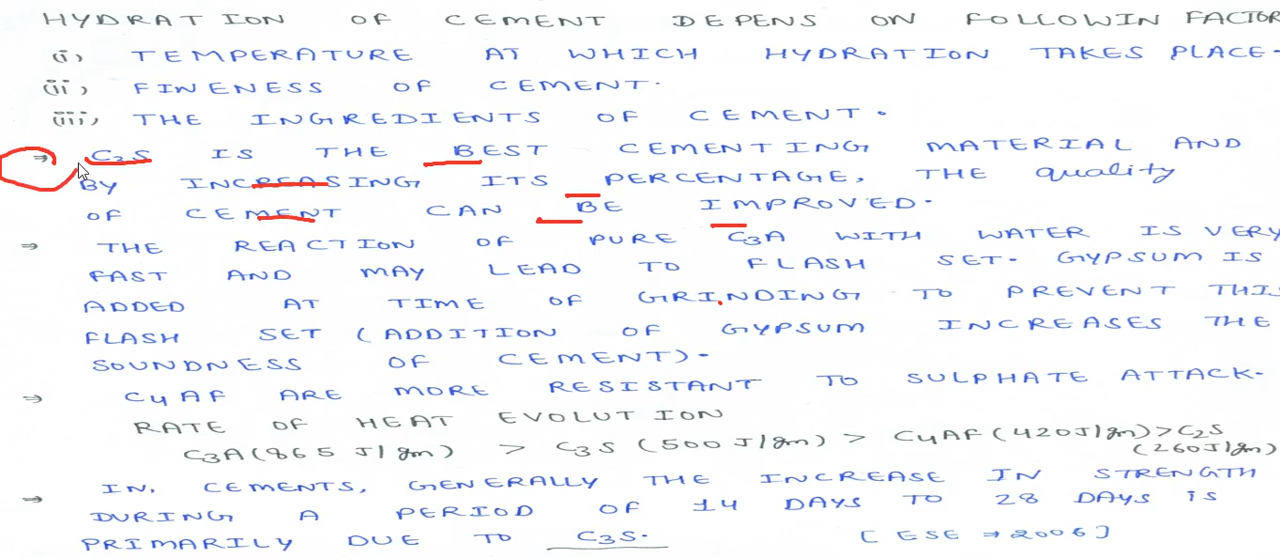 HYDRATION OF CEMENT DEPENS ON FOLLOWIN FACTOR
(i) TEMPERATURE AT WHICH HYDRATION TAKES PLACE.
(ii) FINENESS OF CEMENT.
(iii) THE INGREDIENTS OF CEMENT.
⇒ C2S IS THE BEST CEMENTING MATERIAL AND
BY INCREASING ITS PERCENTAGE, THE quality
OF CEMENT CAN BE IMPROVED.
⇒ THE REACTION OF PURE C3A WITH WATER IS VERY
FAST AND MAY LEAD TO FLASH SET. GYPSUM IS
ADDED AT TIME OF GRINDING TO PREVENT THIS
FLASH SET (ADDITION OF GYPSUM INCREASES THE
SOUNDNESS OF CEMENT).
⇒ C4AF ARE MORE RESISTANT TO SULPHATE ATTACK.
RATE OF HEAT EVOLUTION
C3A(865 J/gm) > C3S (500 J/gm) > C4AF (420J/gm) > C2S
(260J/gm)
⇒ IN, CEMENTS, GENERALLY THE INCREASE IN STRENGTH
DURING A PERIOD OF 14 DAYS TO 28 DAYS IS
PRIMARILY DUE TO C3S. [ESE ⇒ 2006]